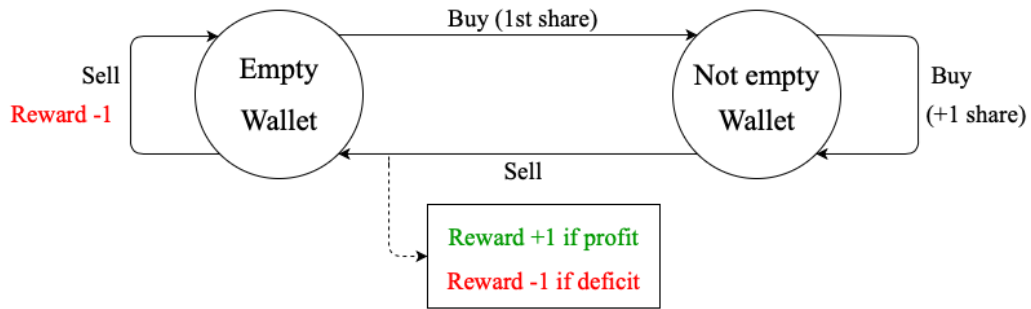 Buy (1st share)
Sell
Reward -1
Empty
Wallet
Not empty
Wallet
Buy
(+1 share)
Sell
Reward +1 if profit
Reward -1 if deficit